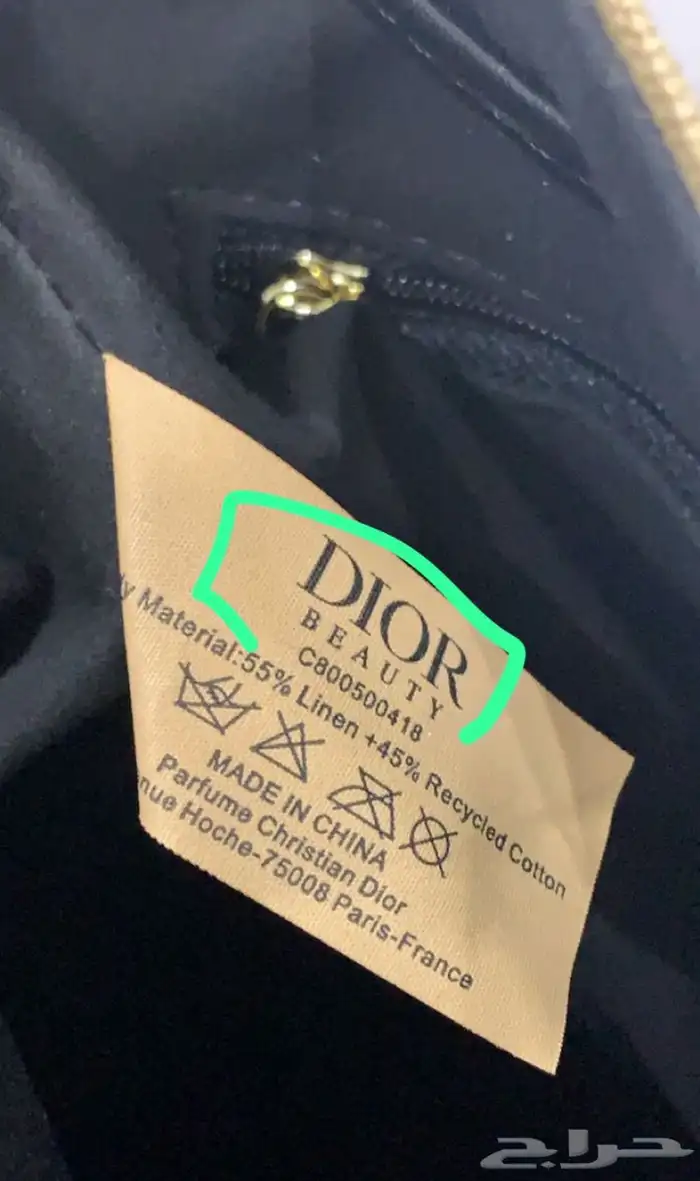 DIOR
BEAUTY
C800500418
y Material:55% Linen +45% Recycled Cotton
MADE IN CHINA
Parfume Christian Dior
nue Hoche-75008 Paris-France
حراج